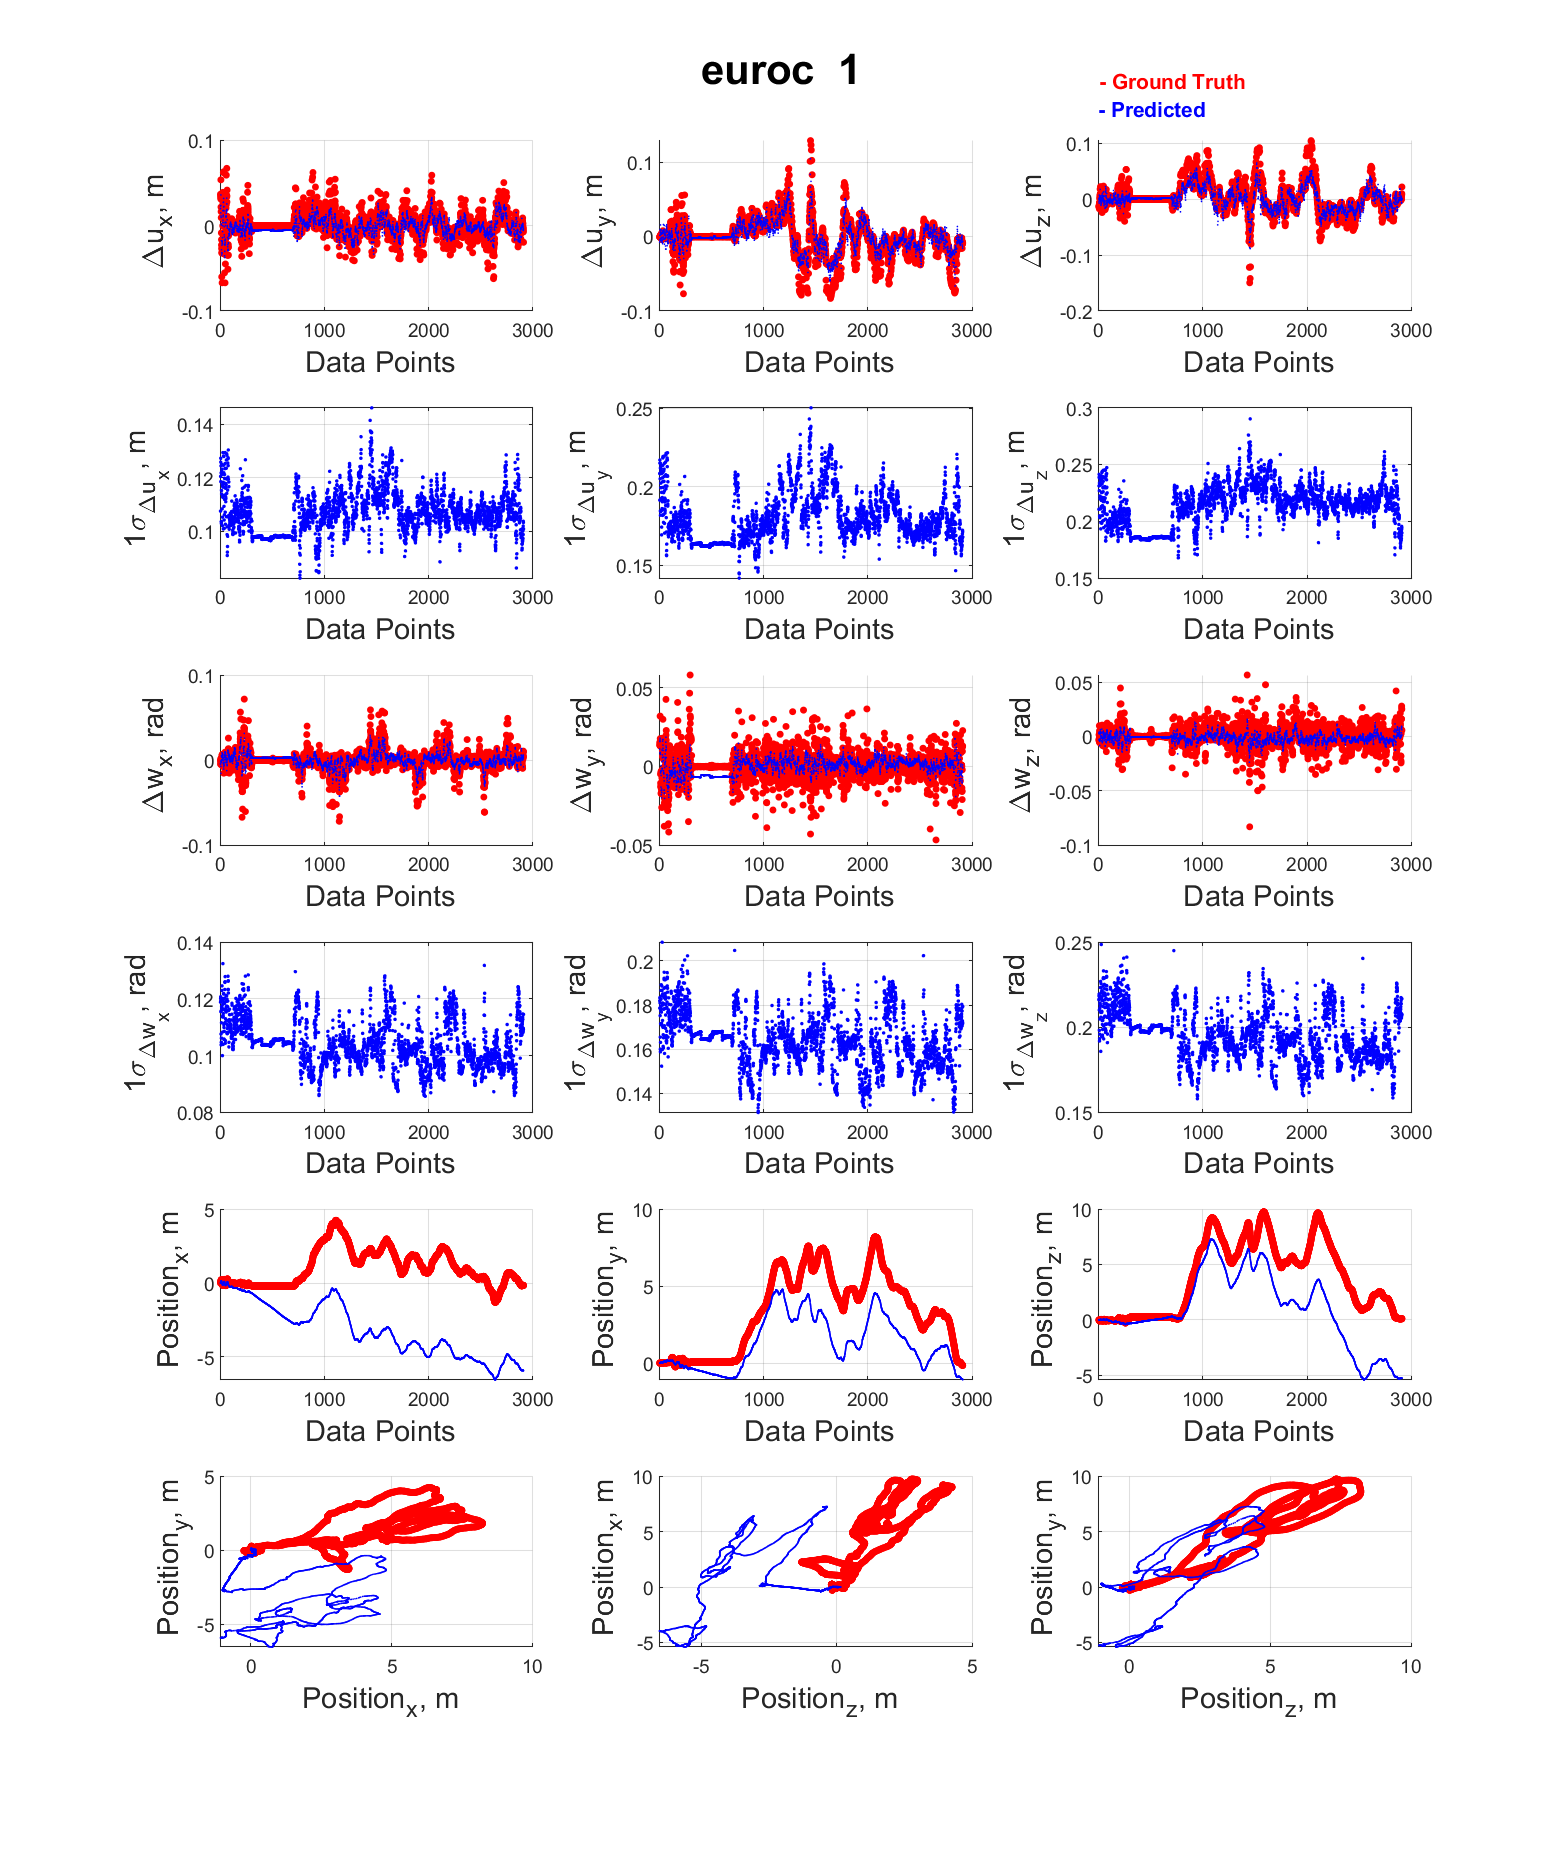 euroc 1
- Ground Truth
- Predicted
Δu_x, m
0.1
0
-0.1
0 1000 2000 3000
Data Points
Δu_y, m
0.1
0
-0.1
0 1000 2000 3000
Data Points
Δu_z, m
0.1
0
-0.1
-0.2
0 1000 2000 3000
Data Points
1σ_Δu_x, m
0.14
0.12
0.1
0 1000 2000 3000
Data Points
1σ_Δu_y, m
0.25
0.2
0.15
0 1000 2000 3000
Data Points
1σ_Δu_z, m
0.3
0.25
0.2
0.15
0 1000 2000 3000
Data Points
Δw_x, rad
0.1
0
-0.1
0 1000 2000 3000
Data Points
Δw_y, rad
0.05
0
-0.05
0 1000 2000 3000
Data Points
Δw_z, rad
0.05
0
-0.05
-0.1
0 1000 2000 3000
Data Points
1σ_Δw_x, rad
0.14
0.12
0.1
0.08
0 1000 2000 3000
Data Points
1σ_Δw_y, rad
0.2
0.18
0.16
0.14
0 1000 2000 3000
Data Points
1σ_Δw_z, rad
0.25
0.2
0.15
0 1000 2000 3000
Data Points
Position_x, m
5
0
-5
0 1000 2000 3000
Data Points
Position_y, m
10
5
0
0 1000 2000 3000
Data Points
Position_z, m
10
5
0
-5
0 1000 2000 3000
Data Points
Position_y, m
5
0
-5
0 5 10
Position_x, m
Position_x, m
10
5
0
-5
-5 0 5
Position_z, m
Position_y, m
10
5
0
-5
0 5 10
Position_z, m